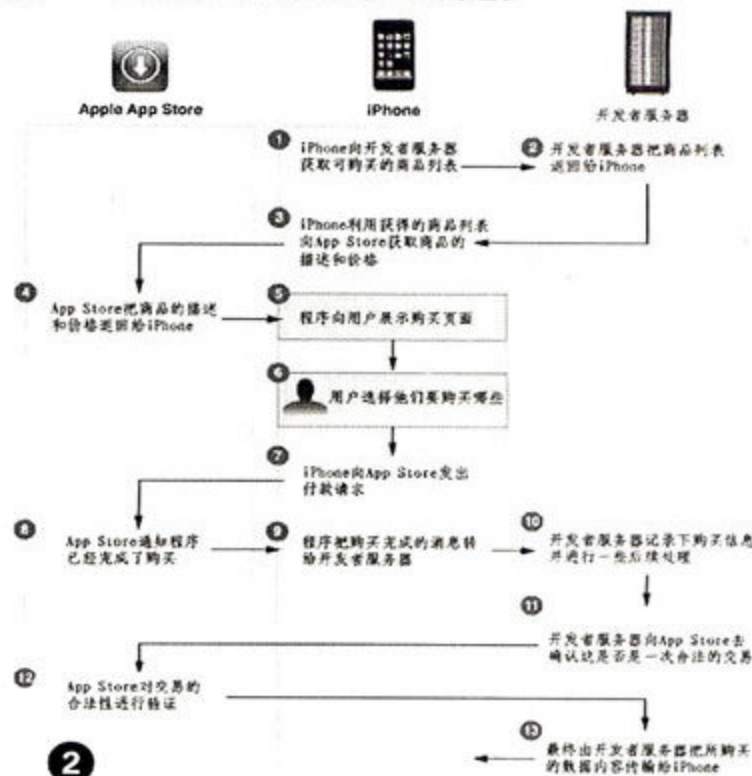 Apple App Store
iPhone
开发者服务器
1
iPhone向开发者服务器
获取可购买的商品列表
2
开发者服务器把商品列表
返回给iPhone
3
iPhone利用获得的商品列表
向App Store获取商品的
描述和价格
4
App Store把商品的描述
和价格返回给iPhone
5
程序向用户展示购买页面
6
用户选择他们要购买哪些
7
iPhone向App Store发出
付款请求
8
App Store通知程序
已经完成了购买
9
程序把购买完成的消息转
给开发者服务器
10
开发者服务器记录下购买信息
并进行一些后续处理
11
开发者服务器向App Store去
确认这是否是一次合法的交易
12
App Store对交易的
合法性进行验证
13
最终由开发者服务器把所购买
的数据内容传输给iPhone
2